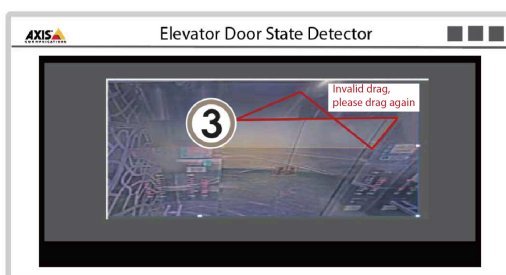 AXIS
COMMUNICATIONS
Elevator Door State Detector
Invalid drag,
please drag again
3